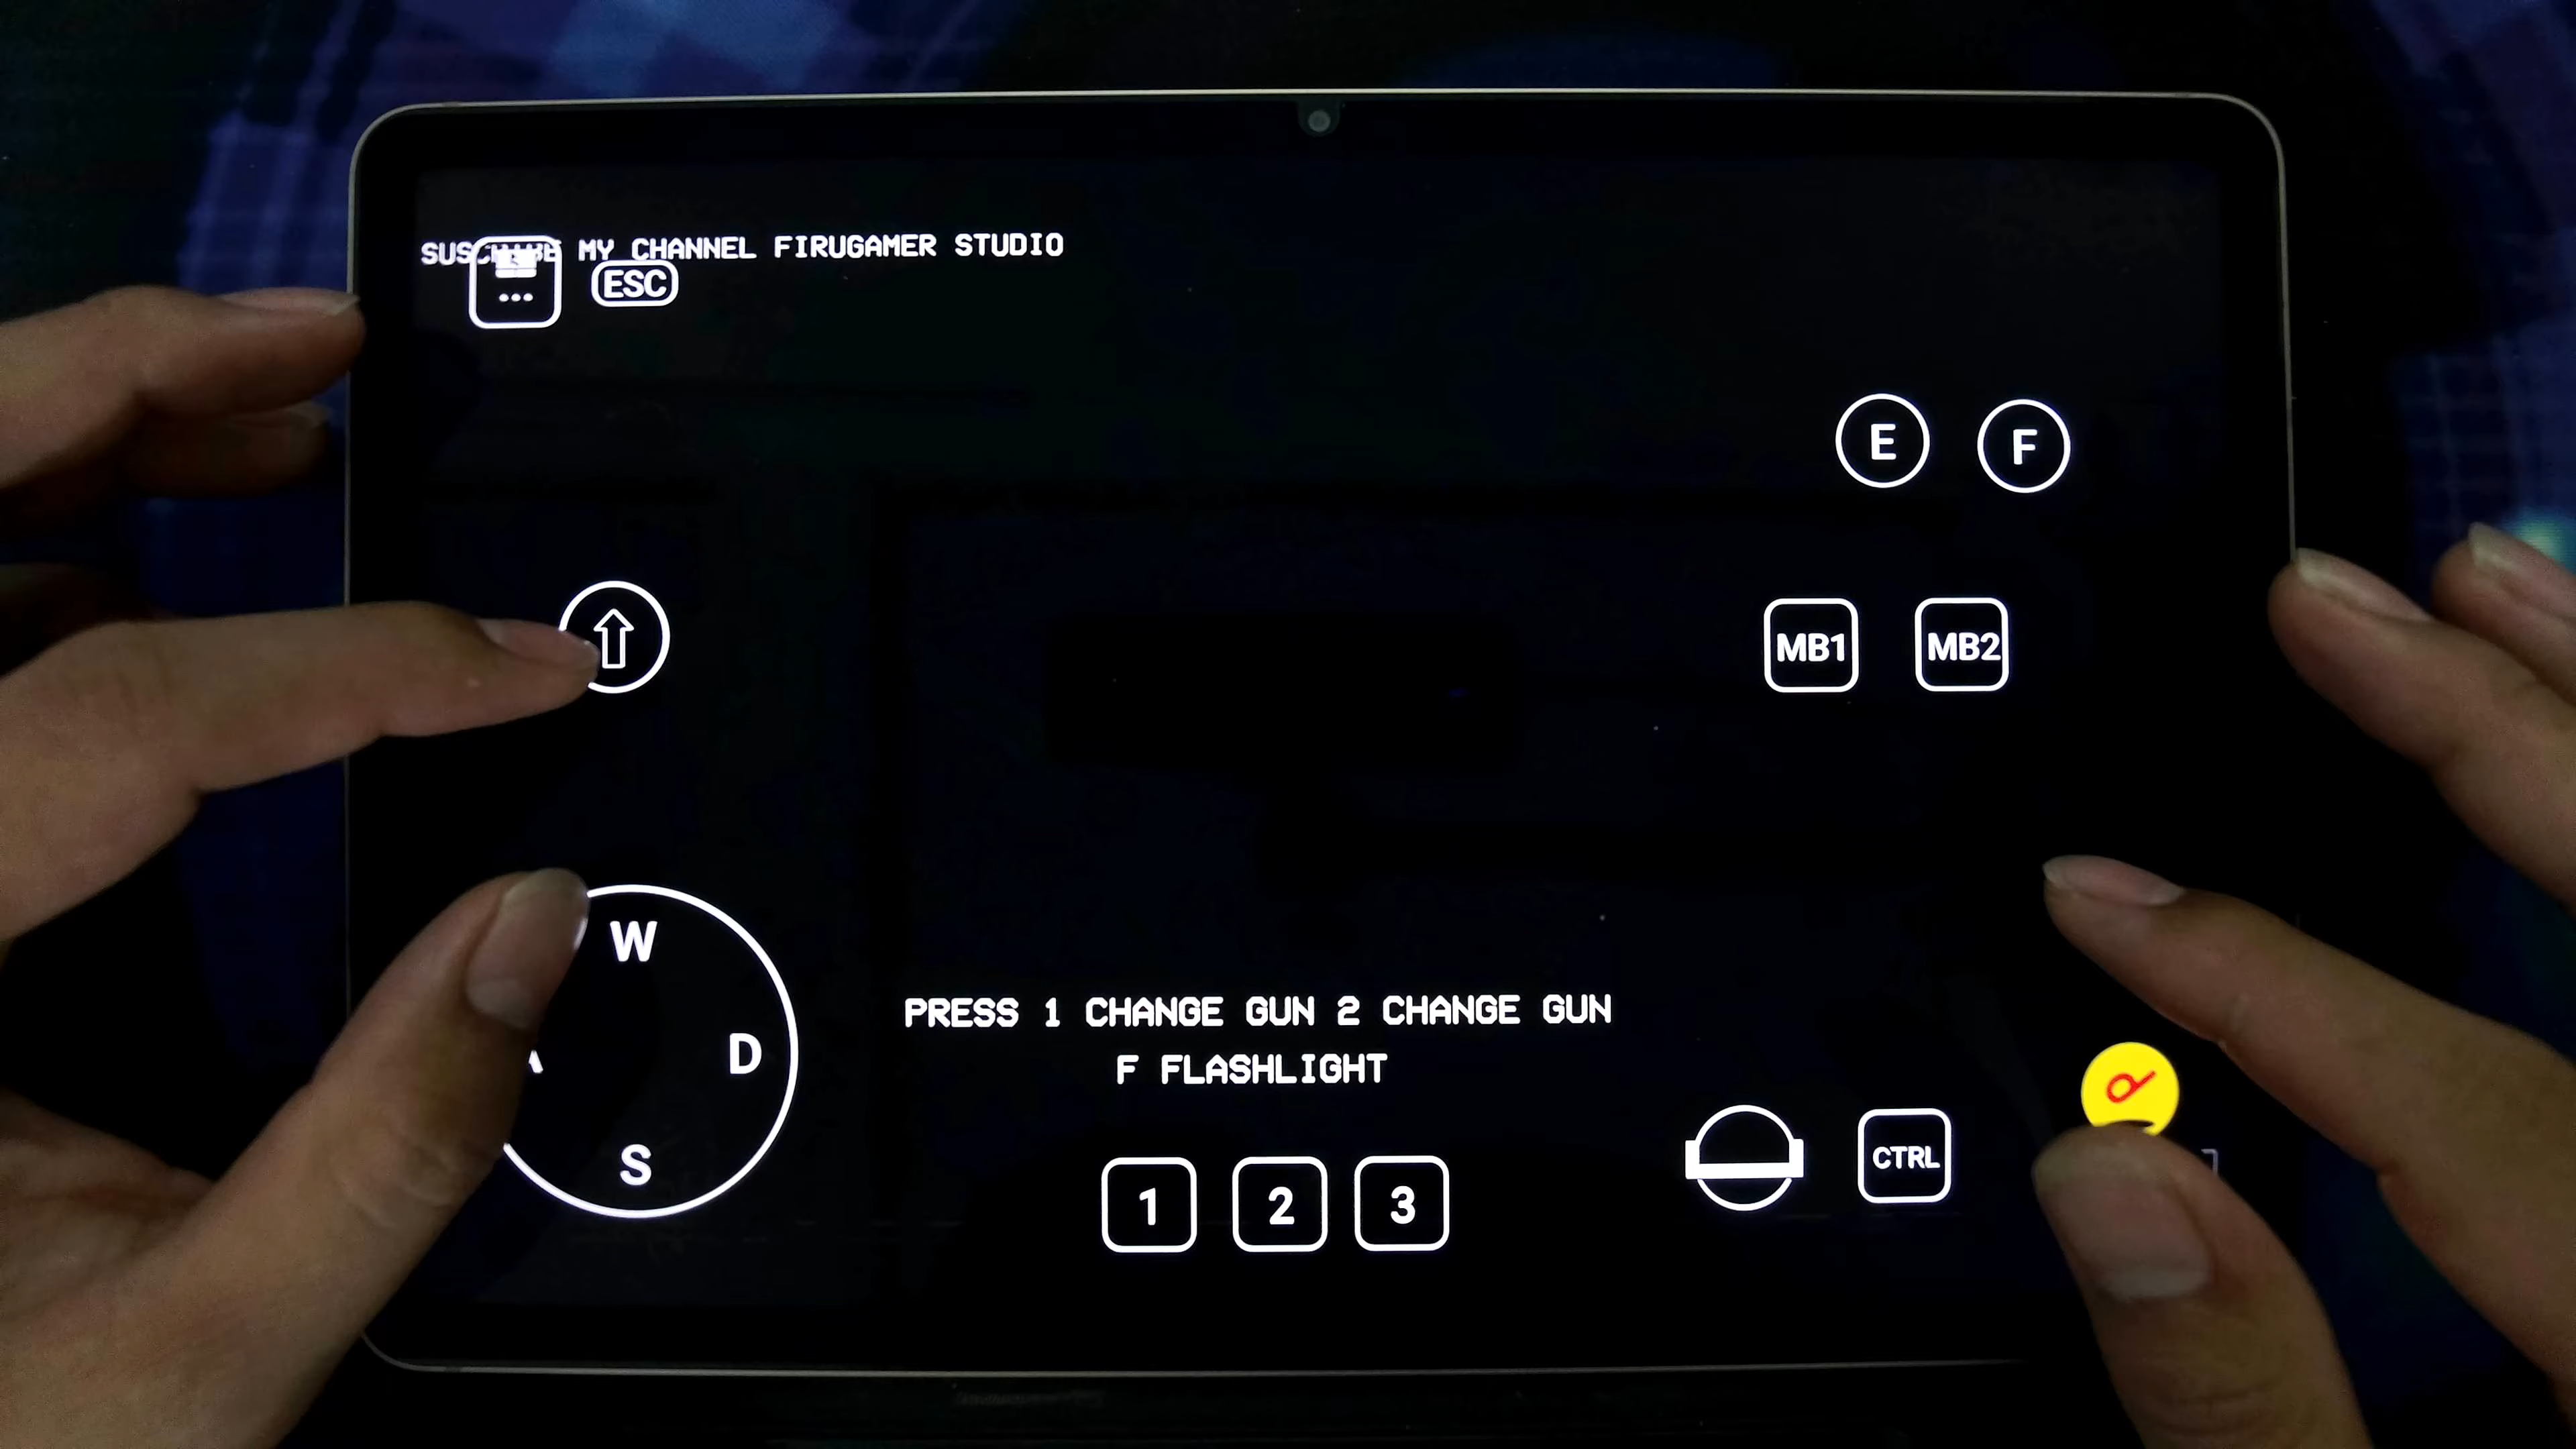 MY CHANNEL FIRUGAMER STUDIO
ESC
E
F
MB1 MB2
W
D
S
PRESS 1 CHANGE GUN 2 CHANGE GUN
F FLASHLIGHT
1 2 3
CTRL